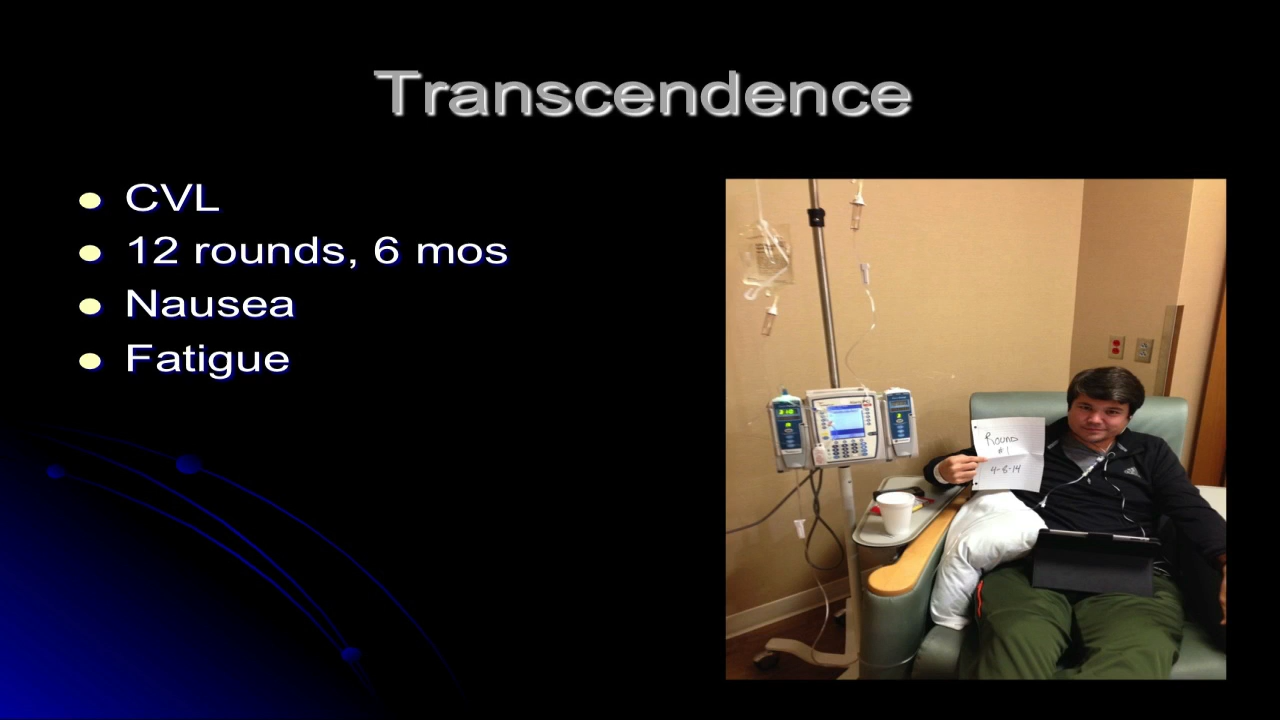 Transcendence
CVL
12 rounds, 6 mos
Nausea
Fatigue
Round
#1
4-8-14